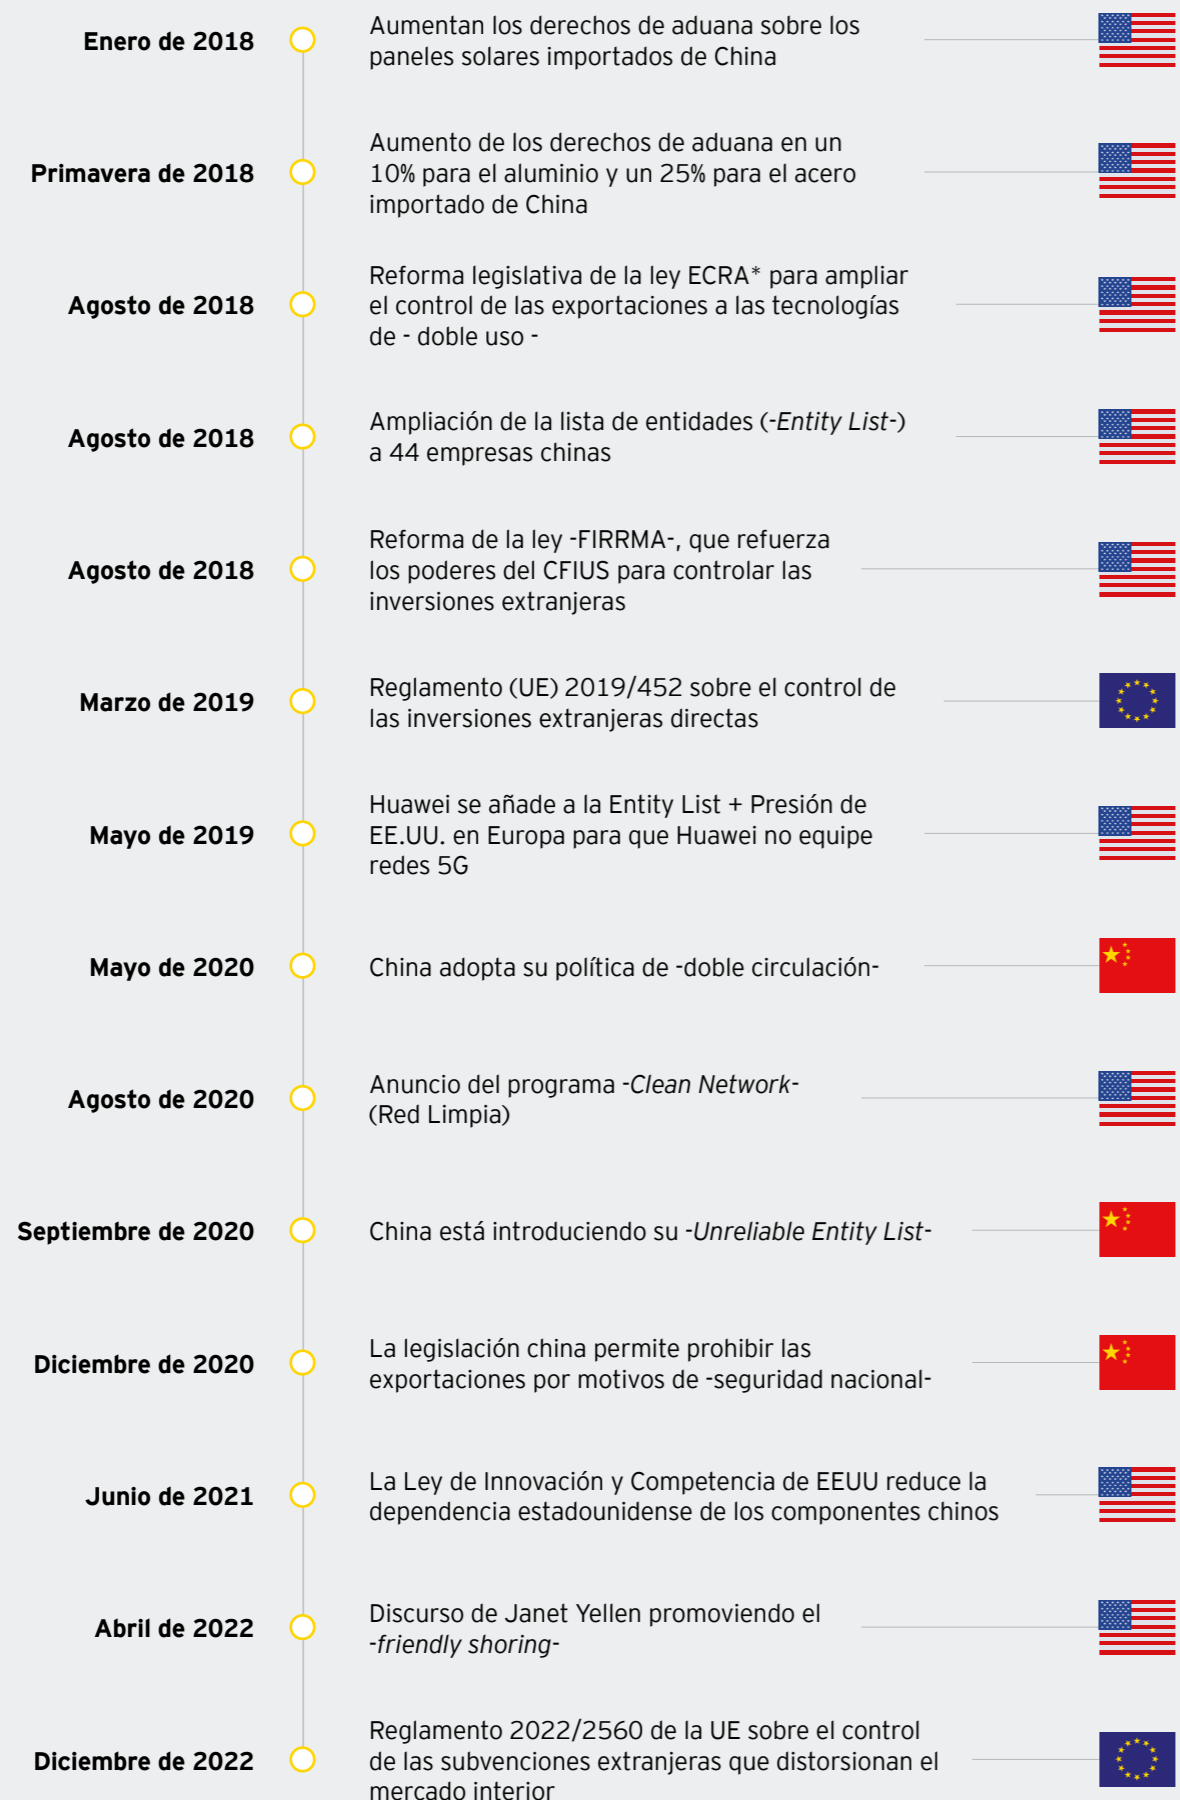 Enero de 2018
Aumentan los derechos de aduana sobre los
paneles solares importados de China
Primavera de 2018
Aumento de los derechos de aduana en un
10% para el aluminio y un 25% para el acero
importado de China
Agosto de 2018
Reforma legislativa de la ley ECRA* para ampliar
el control de las exportaciones a las tecnologías
de - doble uso -
Agosto de 2018
Ampliación de la lista de entidades (-Entity List-)
a 44 empresas chinas
Agosto de 2018
Reforma de la ley -FIRRMA-, que refuerza
los poderes del CFIUS para controlar las
inversiones extranjeras
Marzo de 2019
Reglamento (UE) 2019/452 sobre el control de
las inversiones extranjeras directas
Mayo de 2019
Huawei se añade a la Entity List + Presión de
EE.UU. en Europa para que Huawei no equipe
redes 5G
Mayo de 2020
China adopta su política de -doble circulación-
Agosto de 2020
Anuncio del programa -Clean Network-
(Red Limpia)
Septiembre de 2020
China está introduciendo su -Unreliable Entity List-
Diciembre de 2020
La legislación china permite prohibir las
exportaciones por motivos de -seguridad nacional-
Junio de 2021
La Ley de Innovación y Competencia de EEUU reduce la
dependencia estadounidense de los componentes chinos
Abril de 2022
Discurso de Janet Yellen promoviendo el
-friendly shoring-
Diciembre de 2022
Reglamento 2022/2560 de la UE sobre el control
de las subvenciones extranjeras que distorsionan el
mercado interior